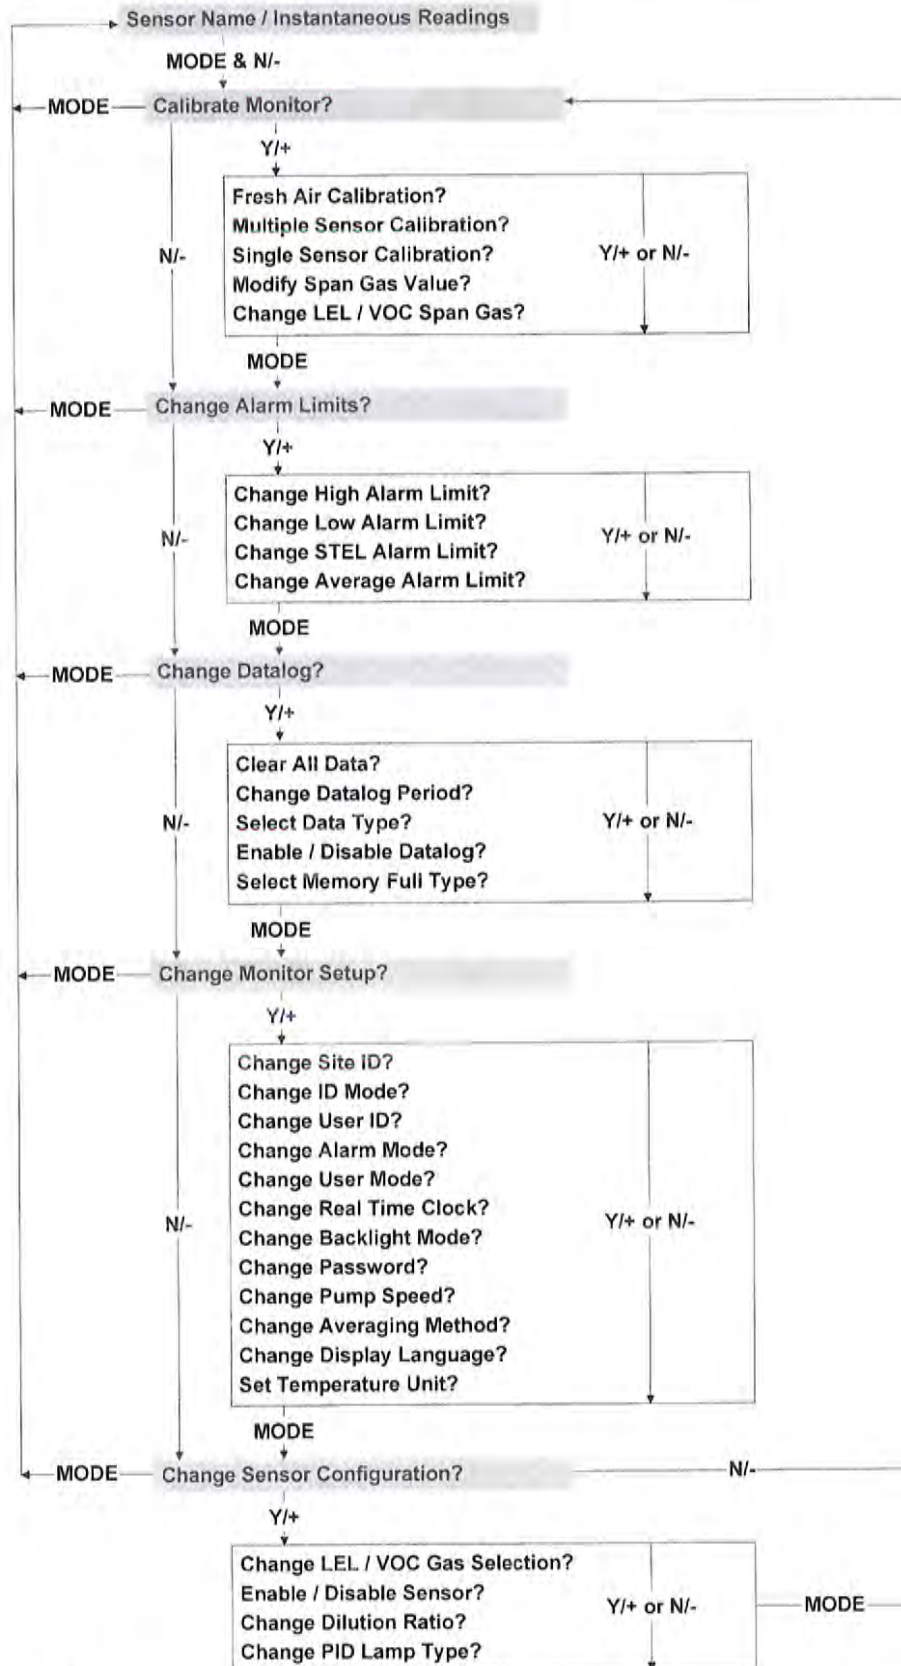 Sensor Name / Instantaneous Readings
MODE & N/-
MODE Calibrate Monitor?
Y/+
Fresh Air Calibration?
Multiple Sensor Calibration?
N/- Single Sensor Calibration? Y/+ or N/-
Modify Span Gas Value?
Change LEL / VOC Span Gas?
MODE
MODE Change Alarm Limits?
Y/+
Change High Alarm Limit?
Change Low Alarm Limit?
N/- Y/+ or N/-
Change STEL Alarm Limit?
Change Average Alarm Limit?
MODE
MODE Change Datalog?
Y/+
Clear All Data?
Change Datalog Period?
N/- Select Data Type? Y/+ or N/-
Enable / Disable Datalog?
Select Memory Full Type?
MODE
MODE Change Monitor Setup?
Y/+
Change Site ID?
Change ID Mode?
Change User ID?
Change Alarm Mode?
Change User Mode?
Change Real Time Clock?
N/- Y/+ or N/-
Change Backlight Mode?
Change Password?
Change Pump Speed?
Change Averaging Method?
Change Display Language?
Set Temperature Unit?
MODE
MODE Change Sensor Configuration? N/-
Y/+
Change LEL / VOC Gas Selection?
Enable / Disable Sensor?
Change Dilution Ratio? Y/+ or N/- MODE
Change PID Lamp Type?